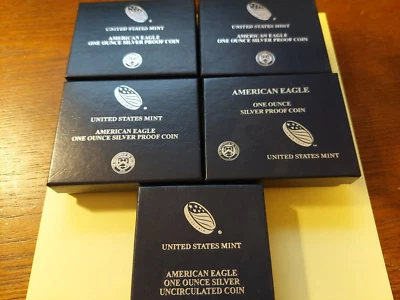 UNITED STATES MINT
AMERICAN EAGLE
ONE OUNCE SILVER PROOF COIN
UNITED STATES MINT
AMERICAN EAGLE
ONE OUNCE SILVER PROOF COIN
UNITED STATES MINT
AMERICAN EAGLE
ONE OUNCE SILVER PROOF COIN
AMERICAN EAGLE
ONE OUNCE
SILVER PROOF COIN
UNITED STATES MINT
UNITED STATES MINT
AMERICAN EAGLE
ONE OUNCE SILVER
UNCIRCULATED COIN